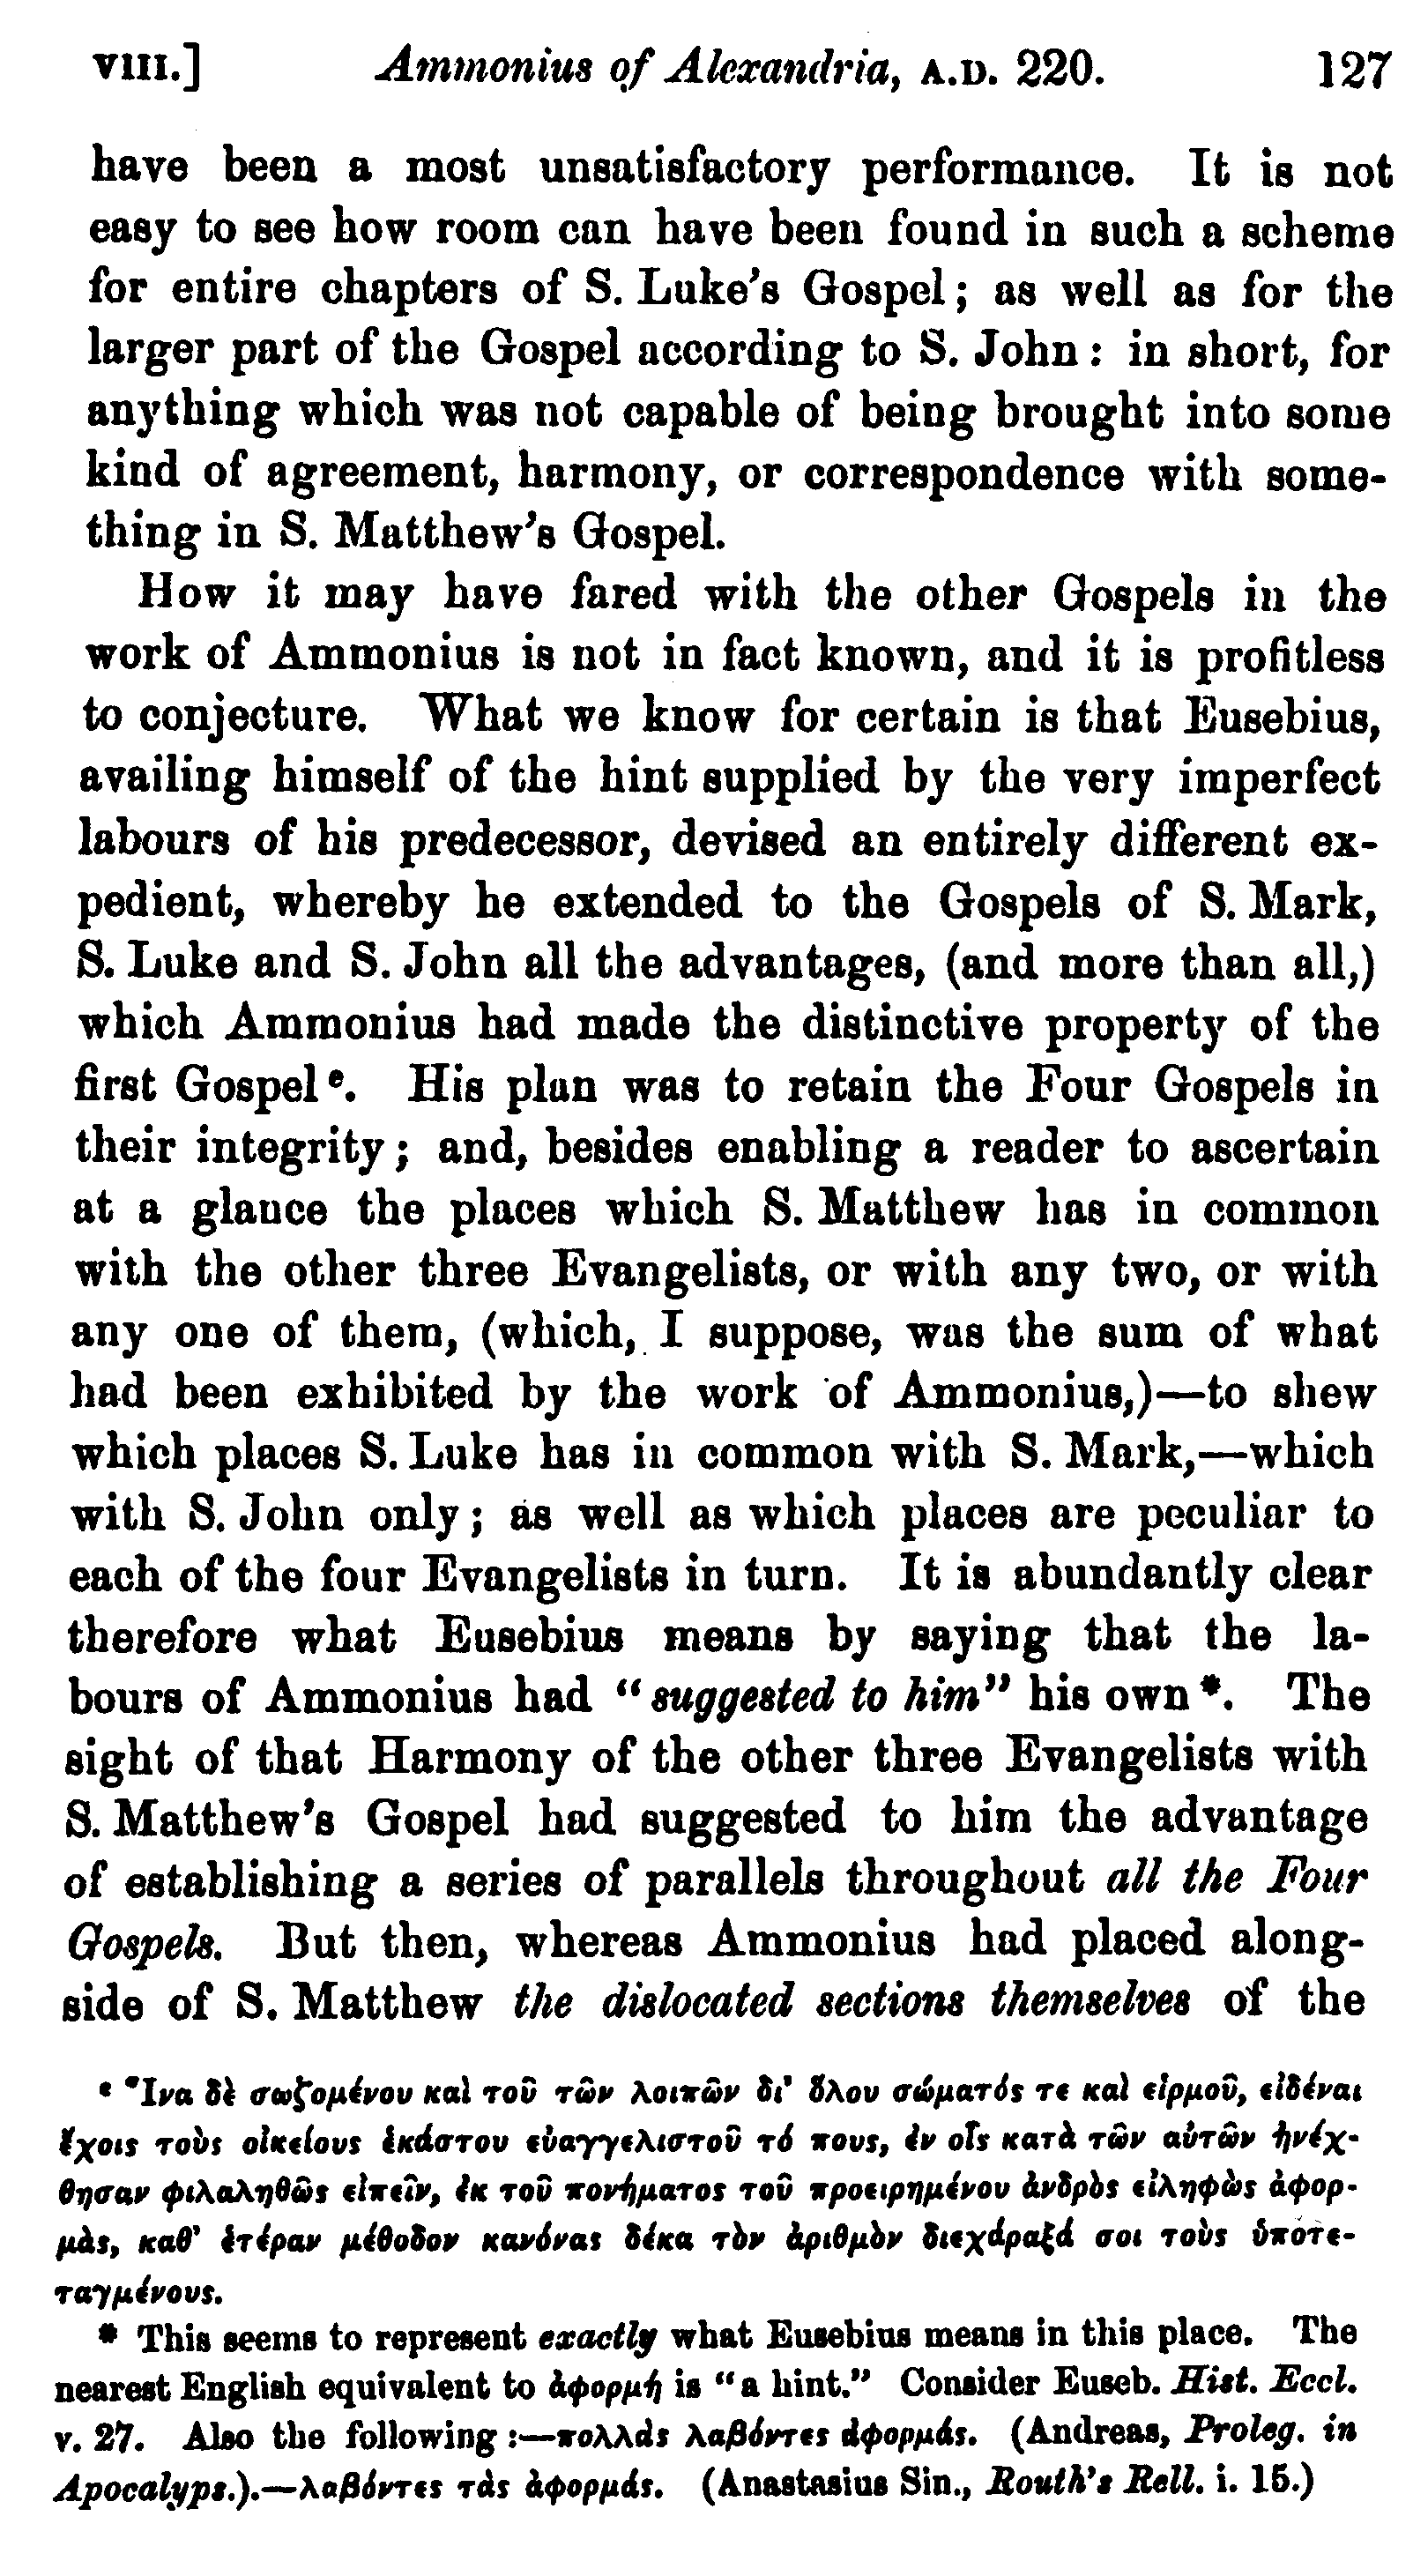 VIII.] Ammonius of Alexandria, A.D. 220. 127
have been a most unsatisfactory performance. It is not
easy to see how room can have been found in such a scheme
for entire chapters of S. Luke's Gospel; as well as for the
larger part of the Gospel according to S. John: in short, for
anything which was not capable of being brought into some
kind of agreement, harmony, or correspondence with some-
thing in S. Matthew's Gospel.
How it may have fared with the other Gospels in the
work of Ammonius is not in fact known, and it is profitless
to conjecture. What we know for certain is that Eusebius,
availing himself of the hint supplied by the very imperfect
labours of his predecessor, devised an entirely different ex-
pedient, whereby he extended to the Gospels of S. Mark,
S. Luke and S. John all the advantages, (and more than all,)
which Ammonius had made the distinctive property of the
first Gospel e. His plan was to retain the Four Gospels in
their integrity; and, besides enabling a reader to ascertain
at a glance the places which S. Matthew has in common
with the other three Evangelists, or with any two, or with
any one of them, (which, I suppose, was the sum of what
had been exhibited by the work of Ammonius,)—to shew
which places S. Luke has in common with S. Mark,—which
with S. John only; as well as which places are peculiar to
each of the four Evangelists in turn. It is abundantly clear
therefore what Eusebius means by saying that the la-
bours of Ammonius had "suggested to him" his own *. The
sight of that Harmony of the other three Evangelists with
S. Matthew's Gospel had suggested to him the advantage
of establishing a series of parallels throughout all the Four
Gospels. But then, whereas Ammonius had placed along-
side of S. Matthew the dislocated sections themselves of the
e Ἵνα δὲ σωζομένου καὶ τοῦ τῶν λοιπῶν δι' ὅλου σώματός τε καὶ εἱρμοῦ, εἰδέναι
ἔχοις τοὺς οἰκείους ἑκάστου εὐαγγελιστοῦ τό πους, ἐν οἷς κατὰ τῶν αὐτῶν ἠνέχ-
θησαν φιλαληθῶς εἰπεῖν, ἐκ τοῦ πονήματος τοῦ προειρημένου ἀνδρὸς εἰληφὼς ἀφορ-
μὰς, καθ' ἑτέραν μέθοδον κανόνας δέκα τὸν ἀριθμὸν διεχάραξά σοι τοὺς ὑποτε-
ταγμένους.
* This seems to represent exactly what Eusebius means in this place. The
nearest English equivalent to ἀφορμή is "a hint." Consider Euseb. Hist. Eccl.
v. 27. Also the following:—πολλὰς λαβόντες ἀφορμάς. (Andreas, Proleg. in
Apocalyps.).—λαβόντες τὰς ἀφορμάς. (Anastasius Sin., Routh's Rell. i. 15.)